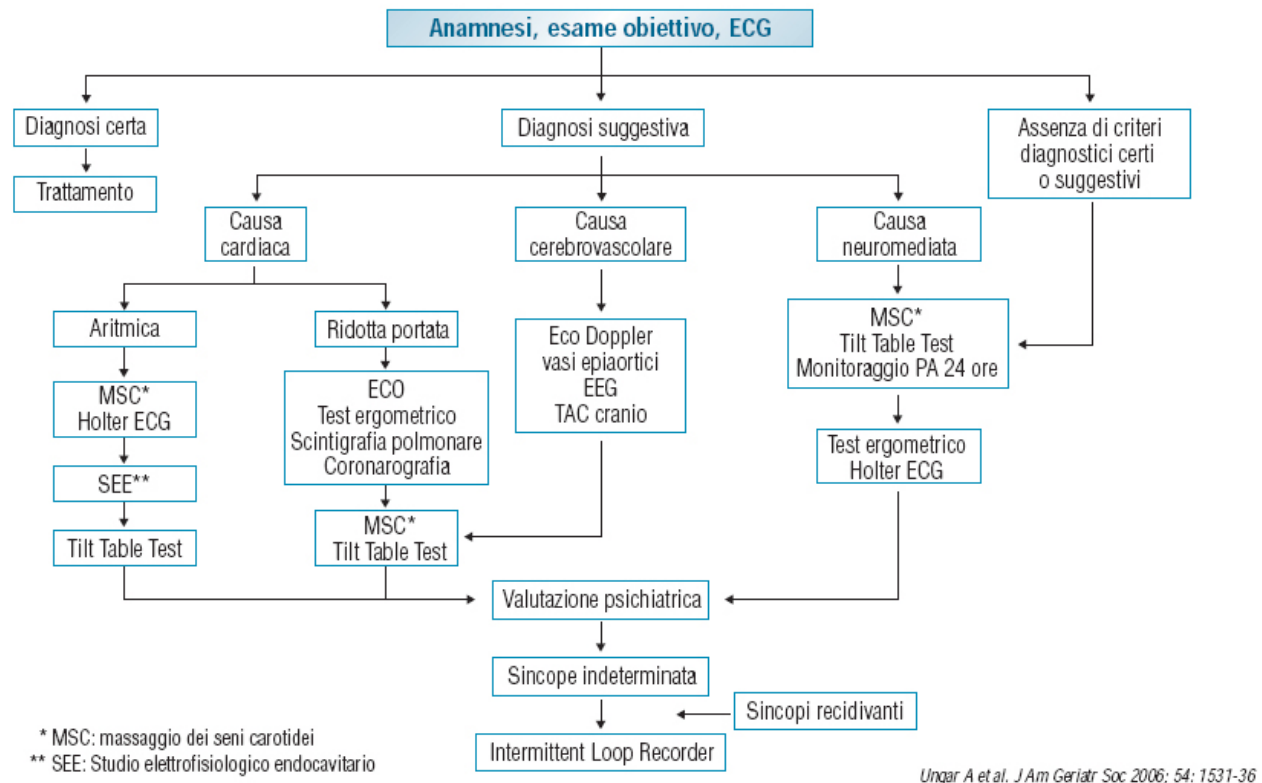 Anamnesi, esame obiettivo, ECG
Diagnosi certa
Trattamento
Diagnosi suggestiva
Assenza di criteri
diagnostici certi
o suggestivi
Causa
cardiaca
Causa
cerebrovascolare
Causa
neuromediata
Aritmica
Ridotta portata
Eco Doppler
vasi epiaortici
EEG
TAC cranio
MSC*
Tilt Table Test
Monitoraggio PA 24 ore
MSC*
Holter ECG
ECO
Test ergometrico
Scintigrafia polmonare
Coronarografia
Test ergometrico
Holter ECG
SEE**
Tilt Table Test
MSC*
Tilt Table Test
Valutazione psichiatrica
Sincope indeterminata
Sincopi recidivanti
Intermittent Loop Recorder
* MSC: massaggio dei seni carotidei
** SEE: Studio elettrofisiologico endocavitario
Ungar A et al. J Am Geriatr Soc 2006; 54: 1531-36